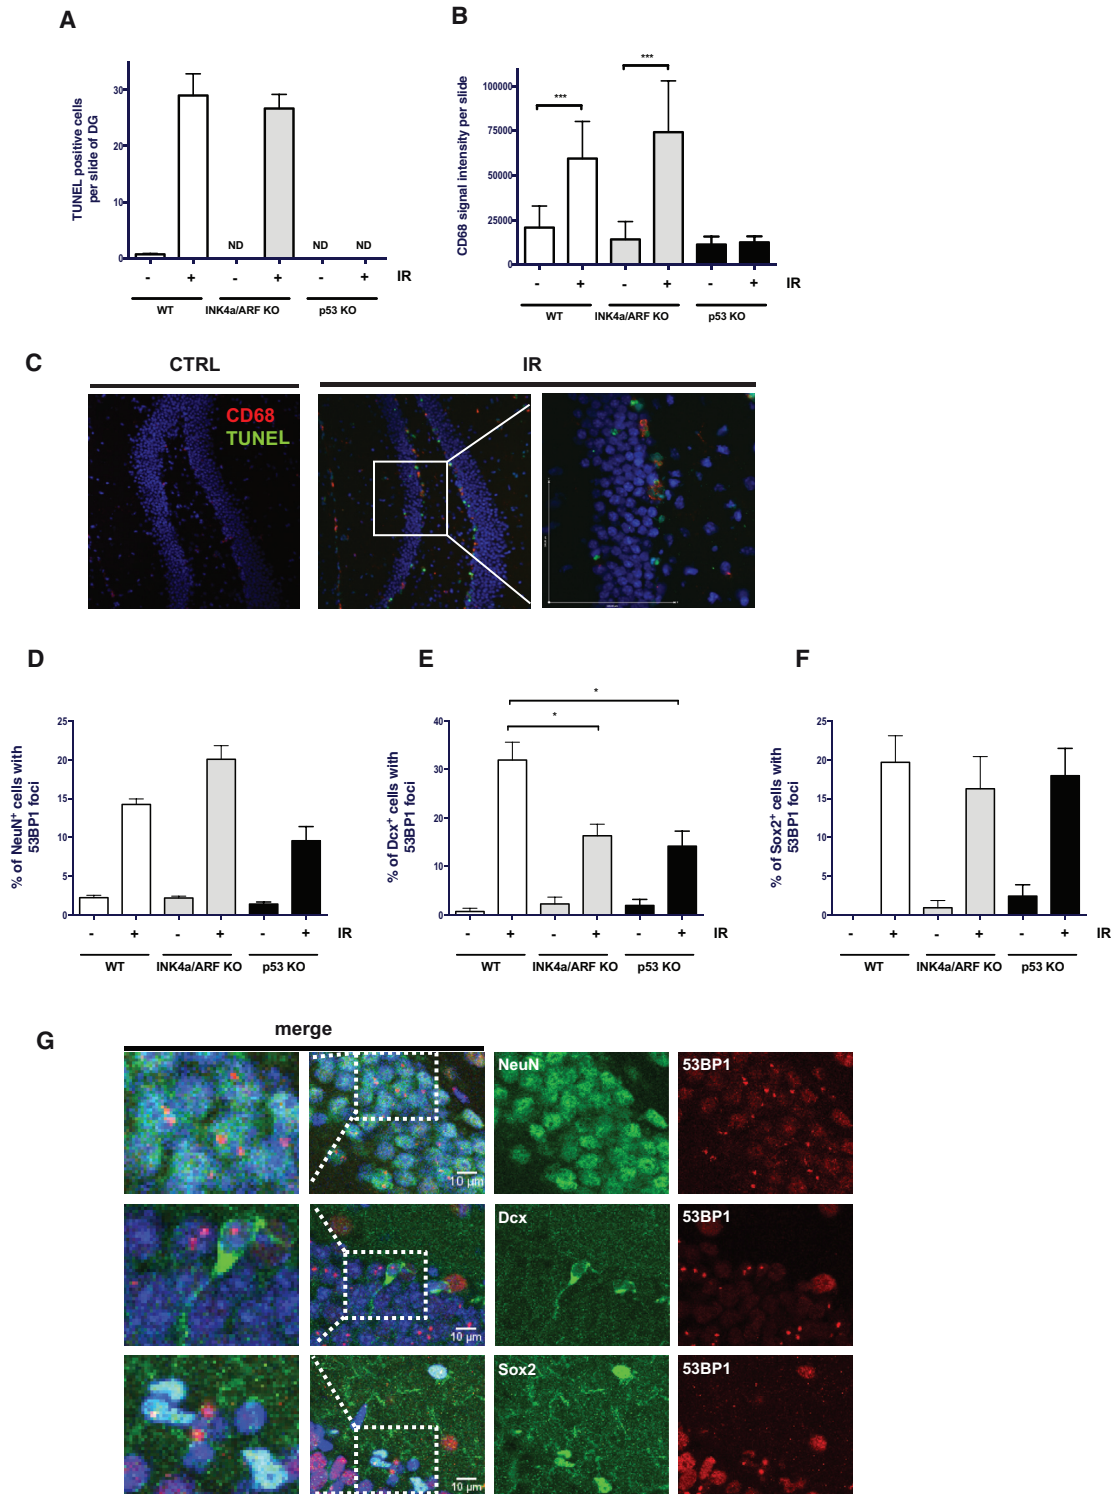 A
TUNEL positive cells
per slide of DG
30
20
10
0
ND
ND
ND
- + - + - + IR
WT INK4a/ARF KO p53 KO
B
CD68 signal intensity per slide
100000
75000
50000
25000
0
***
***
- + - + - + IR
WT INK4a/ARF KO p53 KO
C
CTRL IR
CD68
TUNEL
D
% of NeuN+ cells with
53BP1 foci
25
20
15
10
5
0
- + - + - + IR
WT INK4a/ARF KO p53 KO
E
% of Dcx+ cells with
53BP1 foci
40
30
20
10
0
*
*
- + - + - + IR
WT INK4a/ARF KO p53 KO
F
% of Sox2+ cells with
53BP1 foci
25
20
15
10
5
0
- + - + - + IR
WT INK4a/ARF KO p53 KO
G
merge
10 µm
NeuN
53BP1
10 µm
Dcx
53BP1
10 µm
Sox2
53BP1